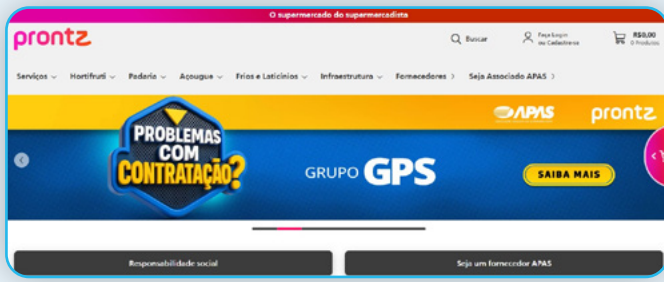 O supermercado do supermercadista
prontz
Buscar
Faça Login
ou Cadastre-se
R$0,00
0 Produtos
Serviços
Hortifruti
Padaria
Açougue
Frios e Laticínios
Infraestrutura
Fornecedores
Seja Associado APAS
APAS
prontz
PROBLEMAS
COM
CONTRATAÇÃO?
GRUPO GPS
SAIBA MAIS
Responsabilidade social
Seja um fornecedor APAS